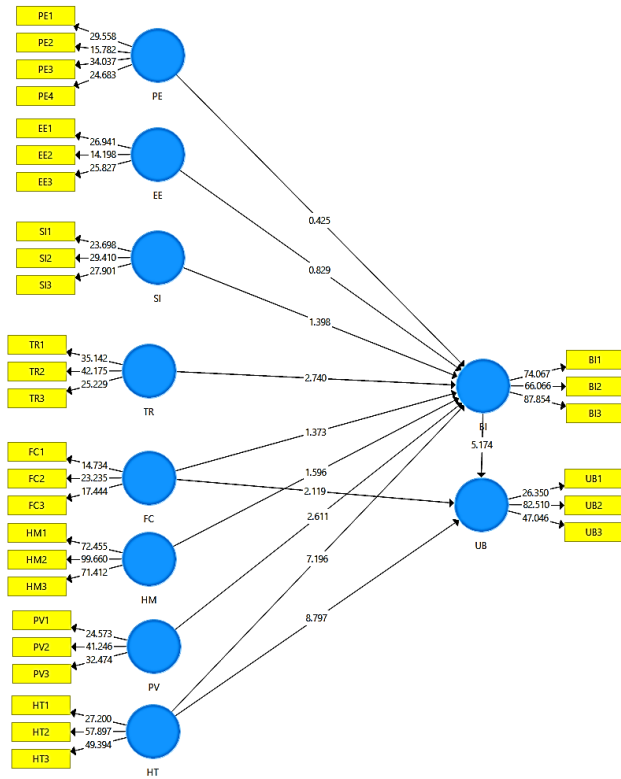 PE1
29.558
PE2
15.782
PE3
34.037
PE4
24.683
PE
EE1
26.941
EE2
14.198
EE3
25.827
EE
SI1
23.698
SI2
29.410
SI3
27.901
SI
0.425
0.829
1.398
TR1
35.142
TR2
42.175
TR3
25.229
TR
2.740
BI
74.067
BI1
66.066
BI2
87.854
BI3
5.174
FC1
14.734
FC2
23.235
FC3
17.444
FC
1.373
1.596
2.119
2.611
7.196
8.797
UB
26.350
UB1
82.510
UB2
47.046
UB3
HM1
72.455
HM2
99.660
HM3
71.412
HM
PV1
24.573
PV2
41.246
PV3
32.474
PV
HT1
27.200
HT2
57.897
HT3
49.394
HT